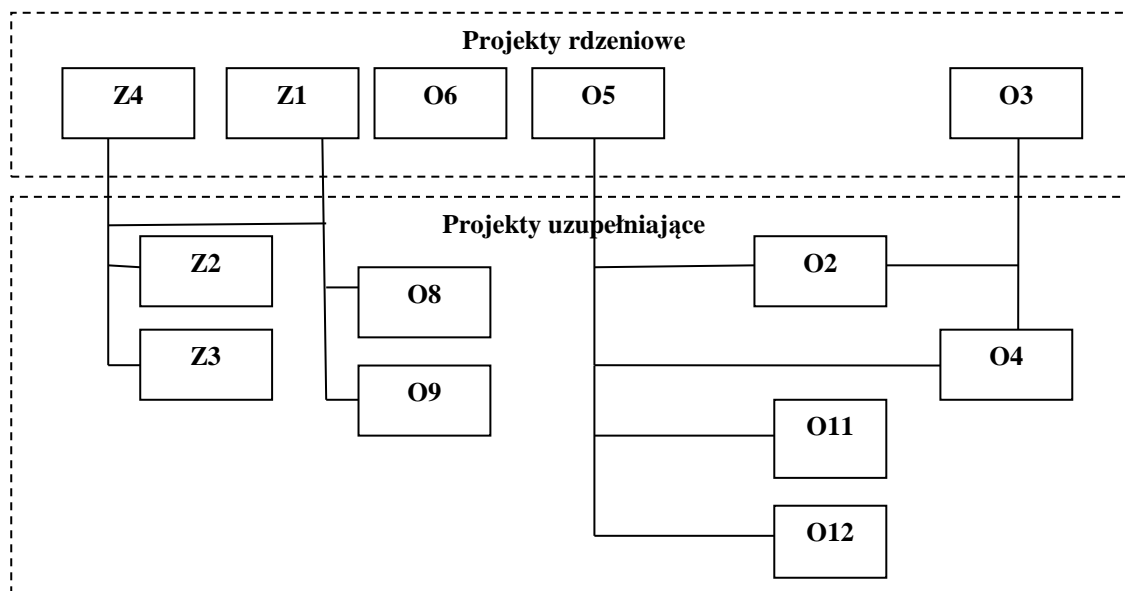 Projekty rdzeniowe
Z4 Z1 O6 O5 O3
Projekty uzupełniające
Z2 O8 O2
Z3 O9 O4
O11
O12